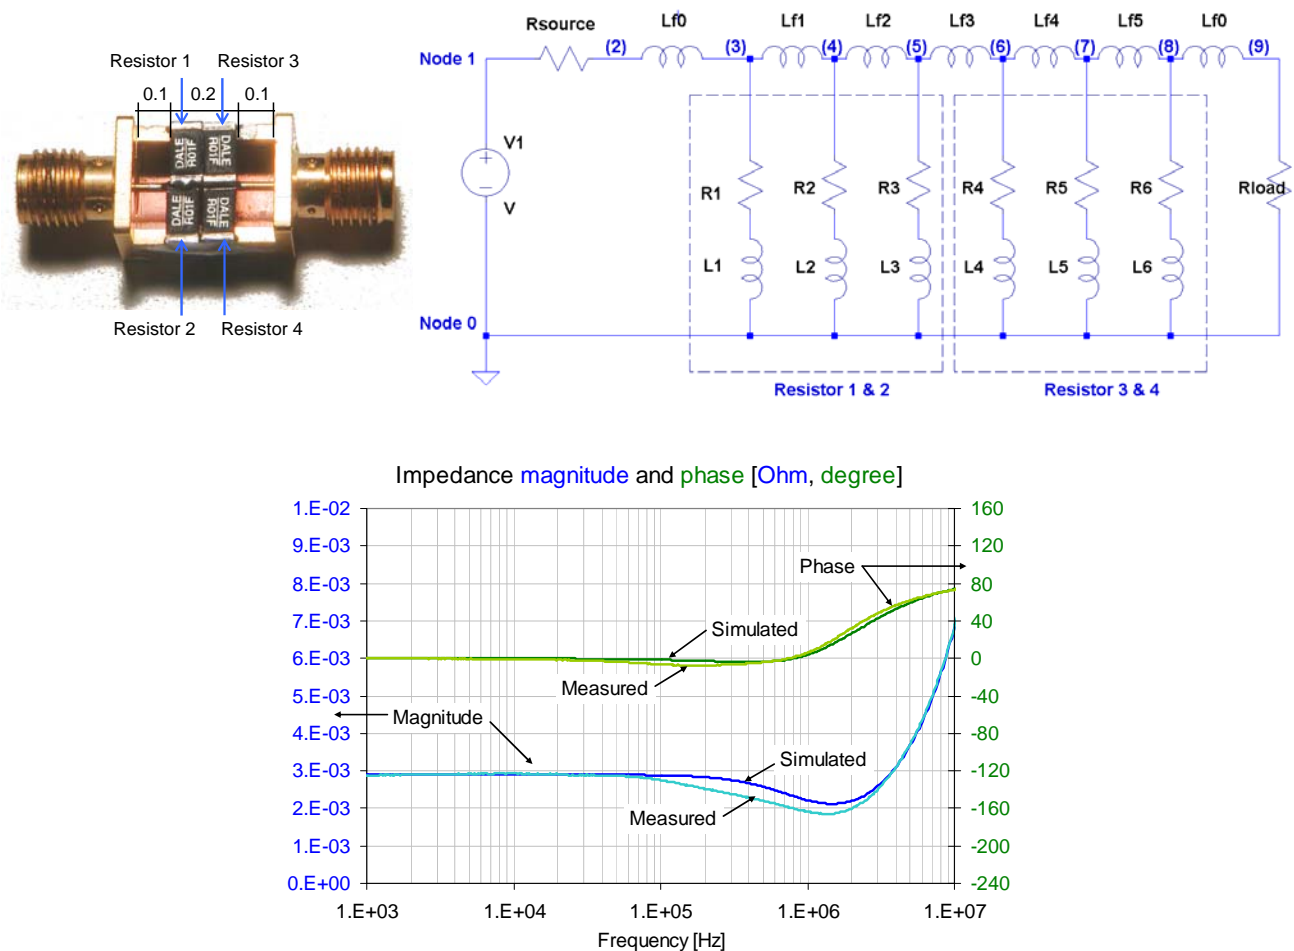 Resistor 1 Resistor 3
0.1 0.2 0.1
DALE R01F
DALE R01F
DALE R01F
DALE R01F
Resistor 2 Resistor 4
Rsource Lf0 Lf1 Lf2 Lf3 Lf4 Lf5 Lf0
Node 1 (2) (3) (4) (5) (6) (7) (8) (9)
V1
+
−
V
R1 R2 R3 R4 R5 R6 Rload
L1 L2 L3 L4 L5 L6
Node 0
Resistor 1 & 2 Resistor 3 & 4
Impedance magnitude and phase [Ohm, degree]
1.E-02 160
9.E-03 120
8.E-03 80
7.E-03 40
6.E-03 0
5.E-03 -40
4.E-03 -80
3.E-03 -120
2.E-03 -160
1.E-03 -200
0.E+00 -240
Phase
Simulated
Measured
Magnitude
Simulated
Measured
1.E+03 1.E+04 1.E+05 1.E+06 1.E+07
Frequency [Hz]